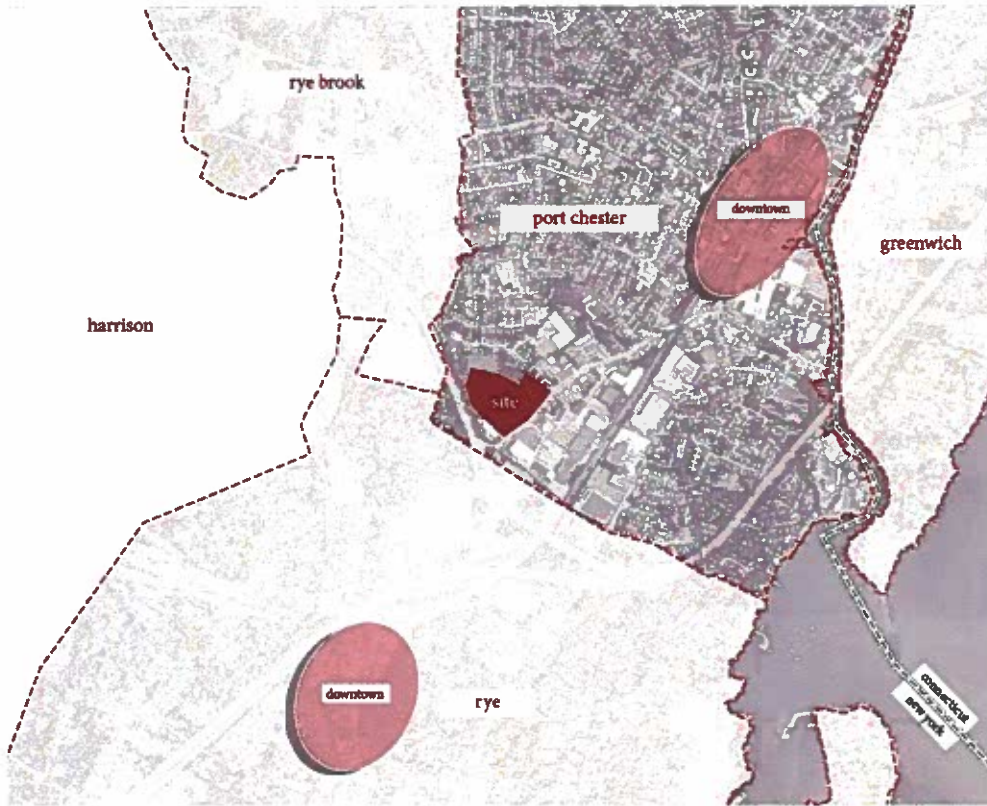 rye brook
port chester
downtown
greenwich
harrison
site
downtown
rye
connecticut
new york